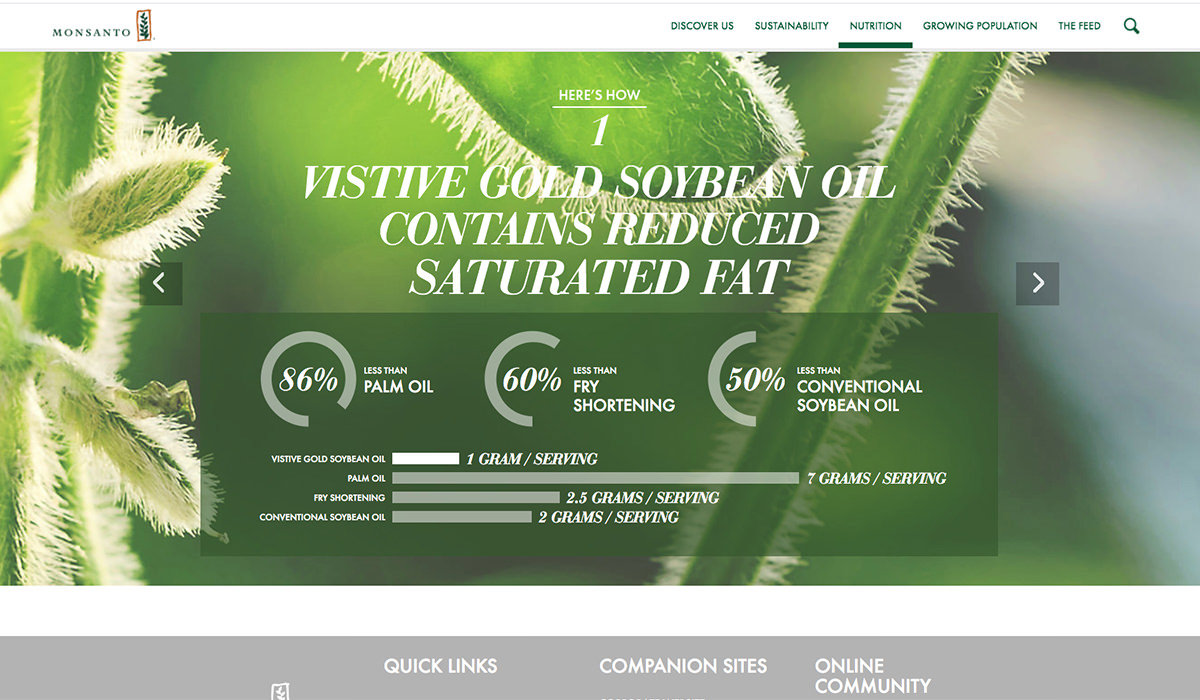 MONSANTO
DISCOVER US
SUSTAINABILITY
NUTRITION
GROWING POPULATION
THE FEED
HERE'S HOW
1
VISTIVE GOLD SOYBEAN OIL
CONTAINS REDUCED
SATURATED FAT
86%
LESS THAN
PALM OIL
60%
LESS THAN
FRY
SHORTENING
50%
LESS THAN
CONVENTIONAL
SOYBEAN OIL
VISTIVE GOLD SOYBEAN OIL 1 GRAM / SERVING
PALM OIL 7 GRAMS / SERVING
FRY SHORTENING 2.5 GRAMS / SERVING
CONVENTIONAL SOYBEAN OIL 2 GRAMS / SERVING
QUICK LINKS
COMPANION SITES
ONLINE
COMMUNITY